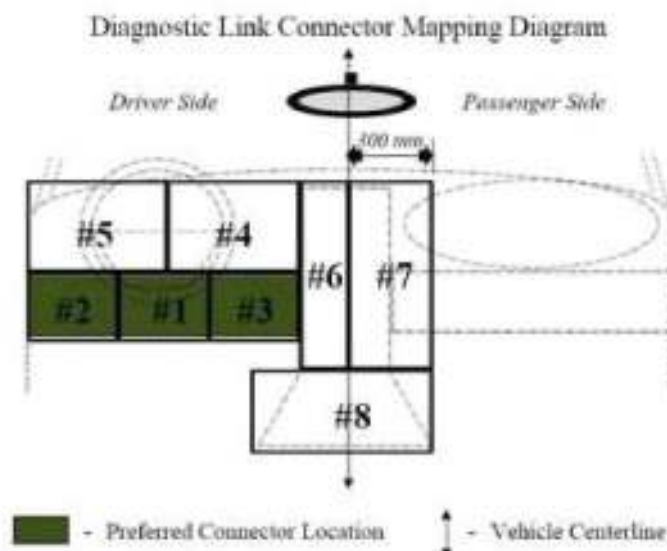 Diagnostic Link Connector Mapping Diagram
Driver Side Passenger Side
300 mm
#5 #4 #6 #7
#2 #1 #3
#8
- Preferred Connector Location - Vehicle Centerline